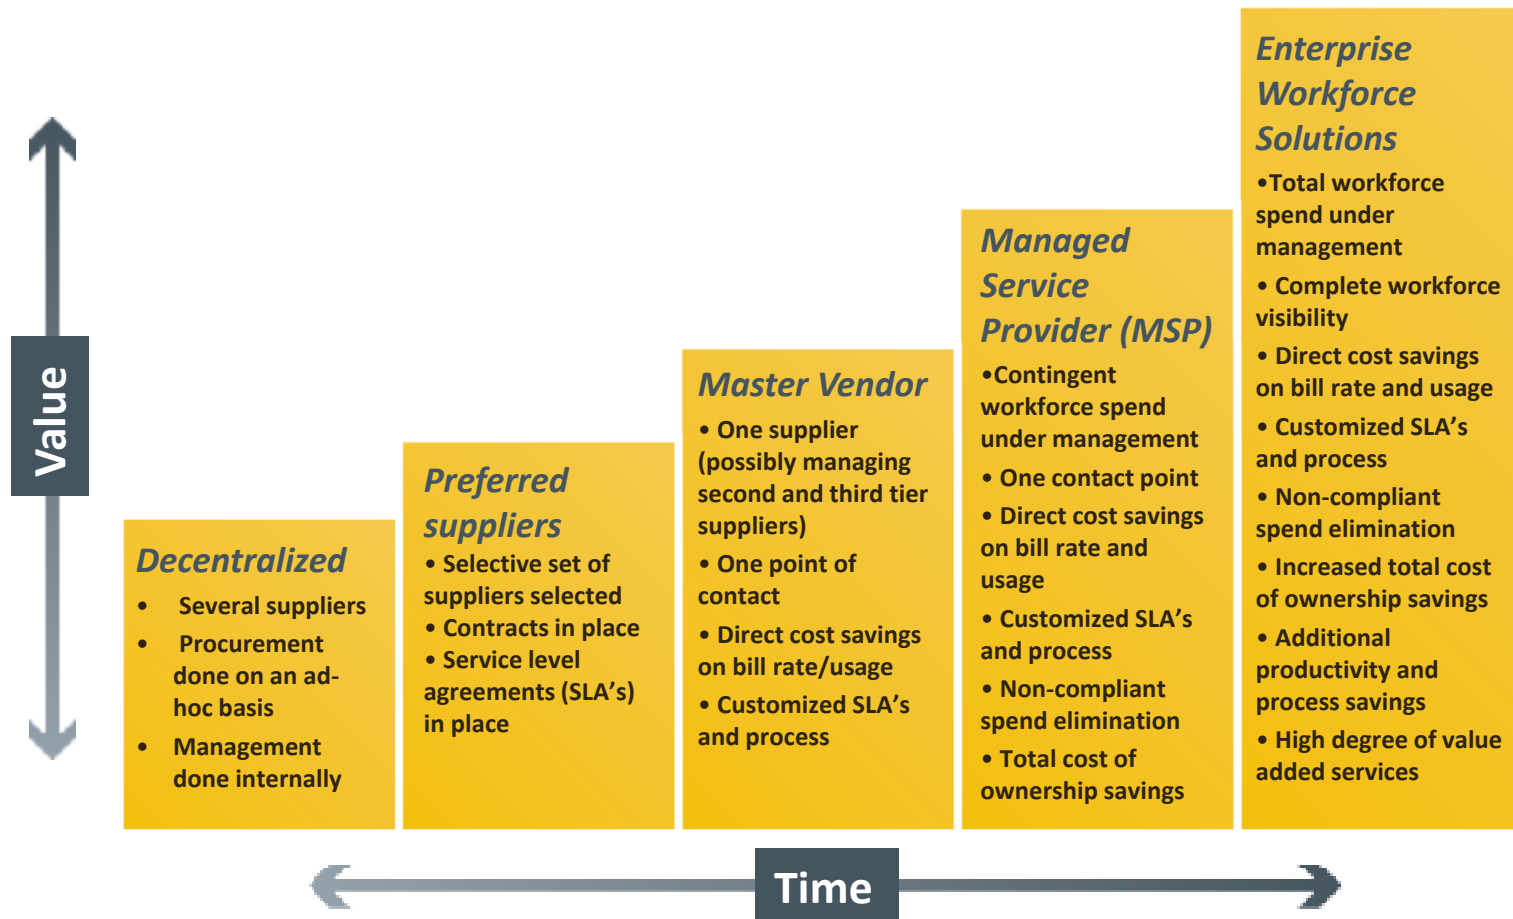 Value
Decentralized
• Several suppliers
• Procurement
done on an ad-
hoc basis
• Management
done internally
Preferred
suppliers
• Selective set of
suppliers selected
• Contracts in place
• Service level
agreements (SLA's)
in place
Master Vendor
• One supplier
(possibly managing
second and third tier
suppliers)
• One point of
contact
• Direct cost savings
on bill rate/usage
• Customized SLA's
and process
Managed
Service
Provider (MSP)
•Contingent
workforce spend
under management
• One contact point
• Direct cost savings
on bill rate and
usage
• Customized SLA's
and process
• Non-compliant
spend elimination
• Total cost of
ownership savings
Enterprise
Workforce
Solutions
•Total workforce
spend under
management
• Complete workforce
visibility
• Direct cost savings
on bill rate and usage
• Customized SLA's
and process
• Non-compliant
spend elimination
• Increased total cost
of ownership savings
• Additional
productivity and
process savings
• High degree of value
added services
Time